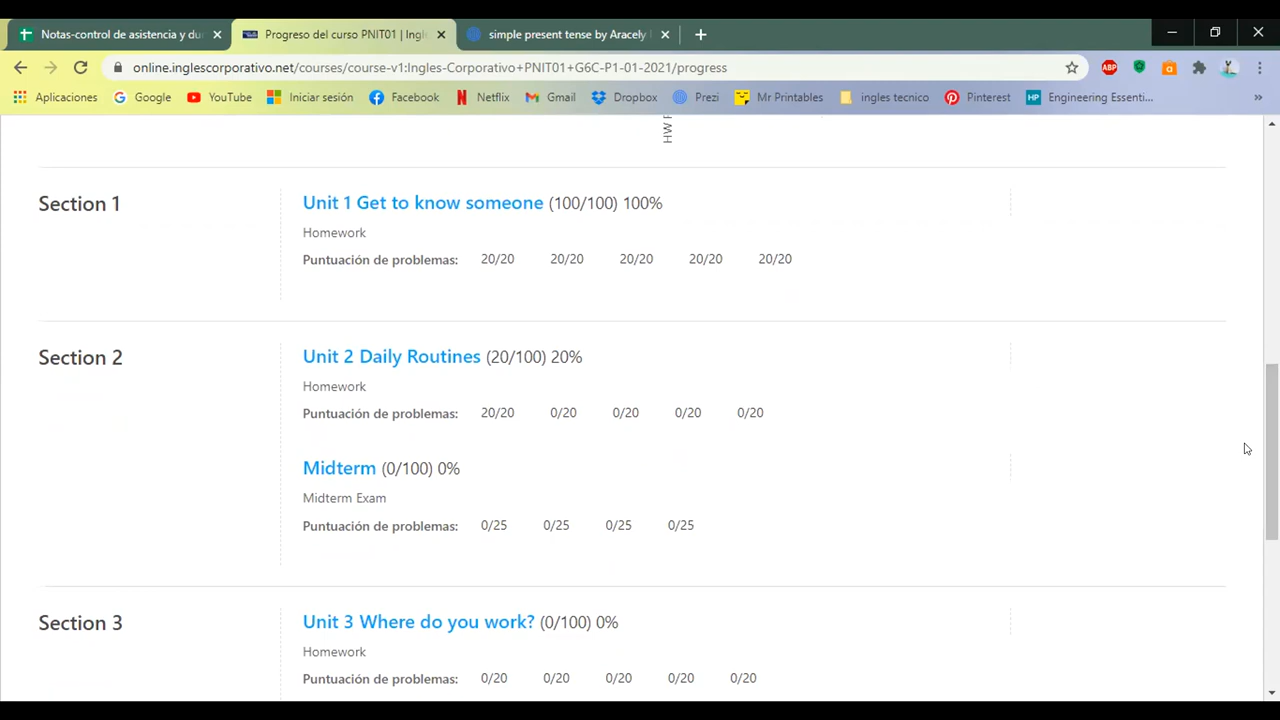 Notas-control de asistencia y du
Progreso del curso PNIT01 | Ingl
simple present tense by Aracely
online.inglescorporativo.net/courses/course-v1:Ingles-Corporativo+PNIT01+G6C-P1-01-2021/progress
ABP
Aplicaciones Google YouTube Iniciar sesión Facebook Netflix Gmail Dropbox Prezi Mr Printables ingles tecnico Pinterest HP Engineering Essenti... »
HW
Section 1
Unit 1 Get to know someone (100/100) 100%
Homework
Puntuación de problemas: 20/20 20/20 20/20 20/20 20/20
Section 2
Unit 2 Daily Routines (20/100) 20%
Homework
Puntuación de problemas: 20/20 0/20 0/20 0/20 0/20
Midterm (0/100) 0%
Midterm Exam
Puntuación de problemas: 0/25 0/25 0/25 0/25
Section 3
Unit 3 Where do you work? (0/100) 0%
Homework
Puntuación de problemas: 0/20 0/20 0/20 0/20 0/20